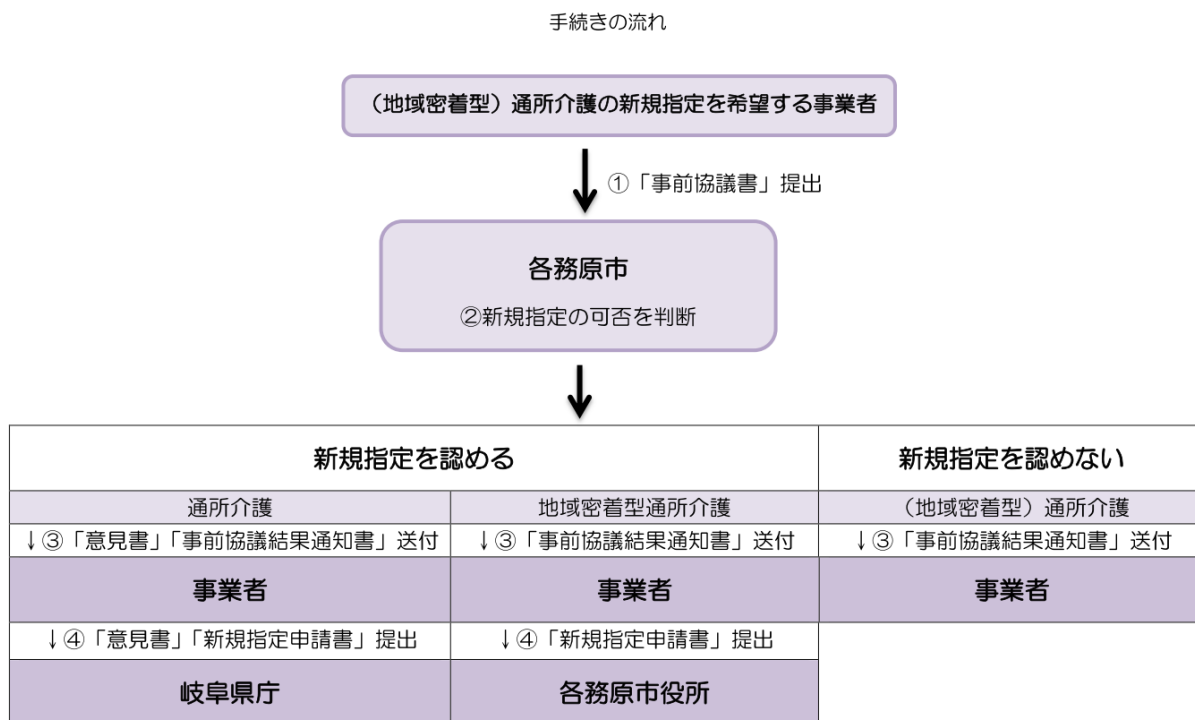 手続きの流れ
（地域密着型）通所介護の新規指定を希望する事業者
①「事前協議書」提出
各務原市
②新規指定の可否を判断
新規指定を認める
新規指定を認めない
通所介護
地域密着型通所介護
（地域密着型）通所介護
↓③「意見書」「事前協議結果通知書」送付
↓③「事前協議結果通知書」送付
↓③「事前協議結果通知書」送付
事業者
事業者
事業者
↓④「意見書」「新規指定申請書」提出
↓④「新規指定申請書」提出
岐阜県庁
各務原市役所